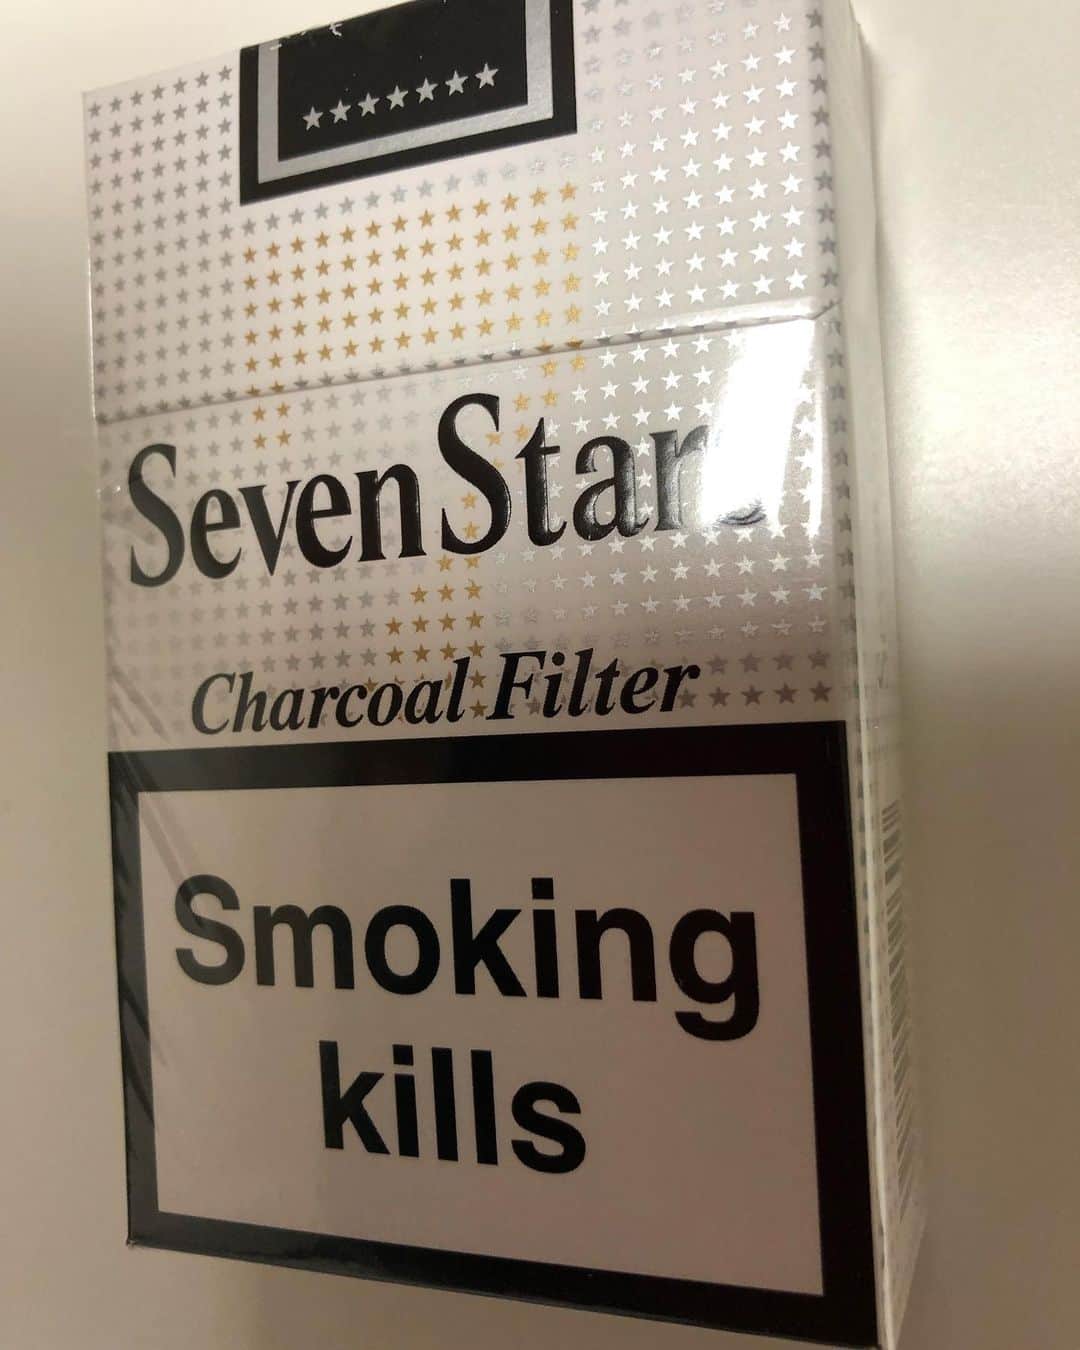 Seven Stars
Charcoal Filter
Smoking
kills